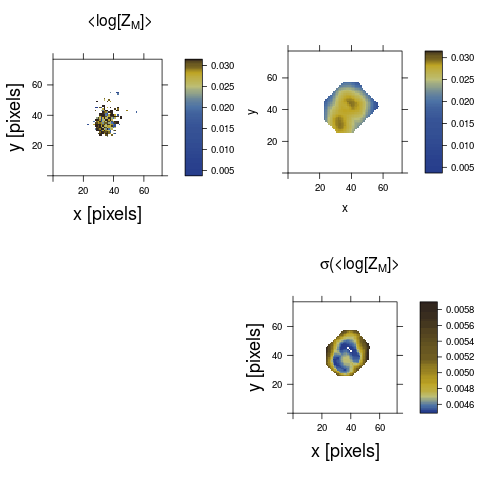 <log[Z_M]>
60
40
20
20 40 60
y [pixels]
x [pixels]
0.030
0.025
0.020
0.015
0.010
0.005
60
40
20
20 40 60
y
x
0.030
0.025
0.020
0.015
0.010
0.005
σ(<log[Z_M]>
60
40
20
20 40 60
y [pixels]
x [pixels]
0.0058
0.0056
0.0054
0.0052
0.0050
0.0048
0.0046